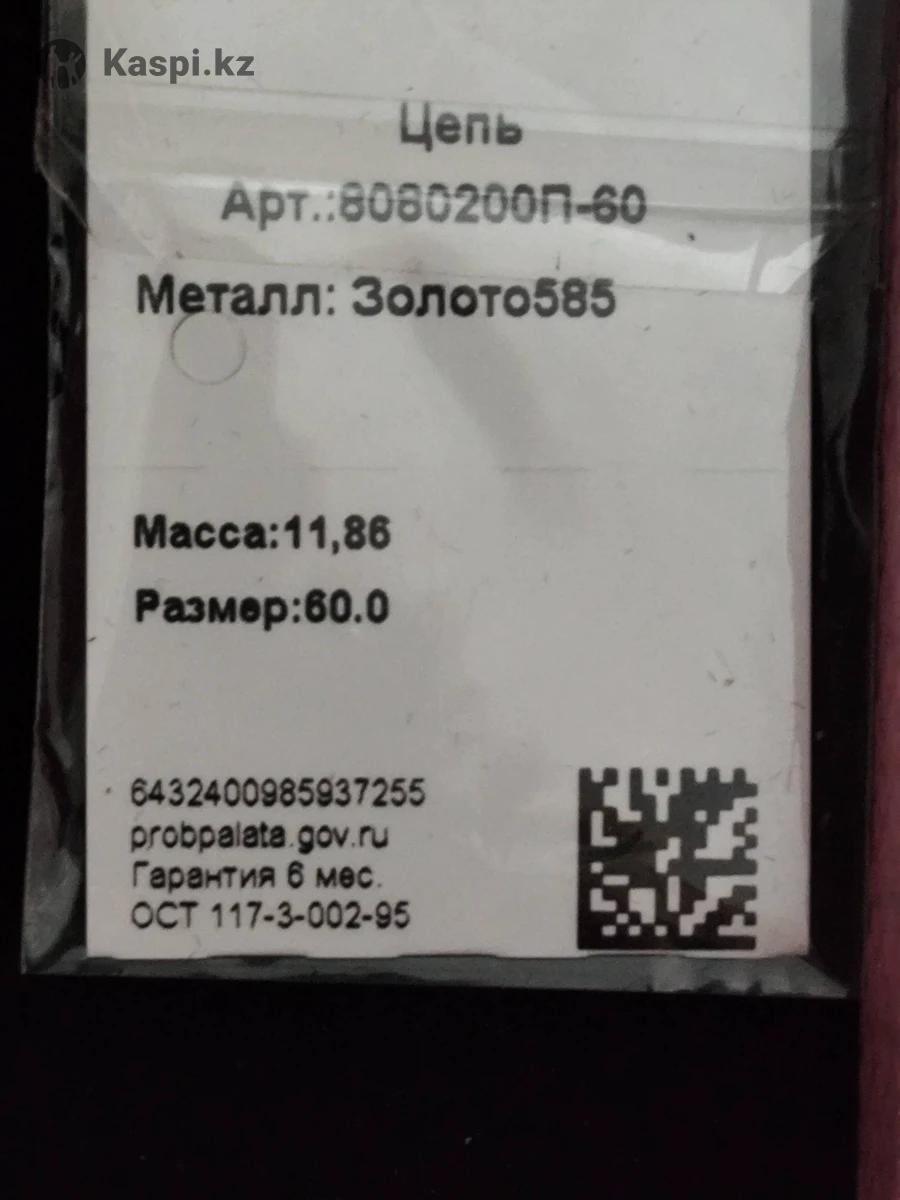 Kaspi.kz
Цепь
Арт.:8080200П-60
Металл: Золото585
Масса:11,86
Размер:60.0
6432400985937255
probpalata.gov.ru
Гарантия 6 мес.
ОСТ 117-3-002-95